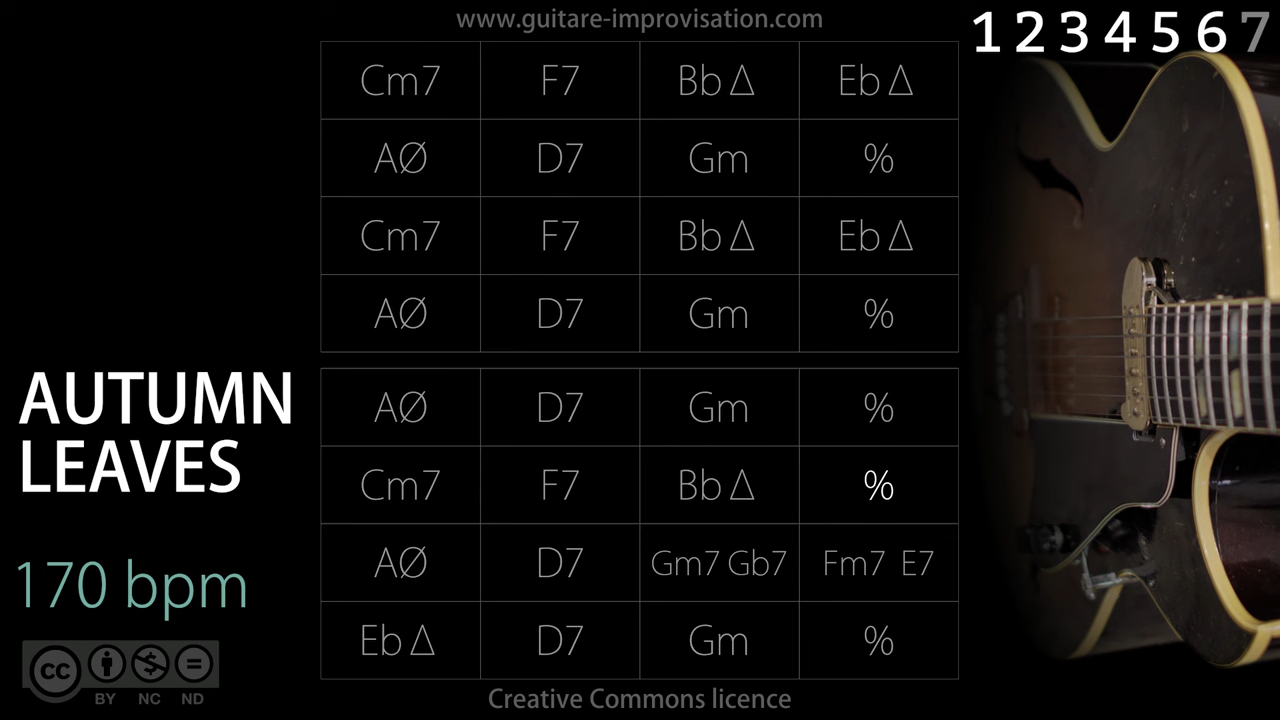 www.guitare-improvisation.com
1 2 3 4 5 6 7
Cm7 F7 Bb Δ Eb Δ
AØ D7 Gm %
Cm7 F7 Bb Δ Eb Δ
AØ D7 Gm %
AØ D7 Gm %
Cm7 F7 Bb Δ %
AØ D7 Gm7 Gb7 Fm7 E7
Eb Δ D7 Gm %
AUTUMN
LEAVES
170 bpm
cc
BY NC ND
Creative Commons licence